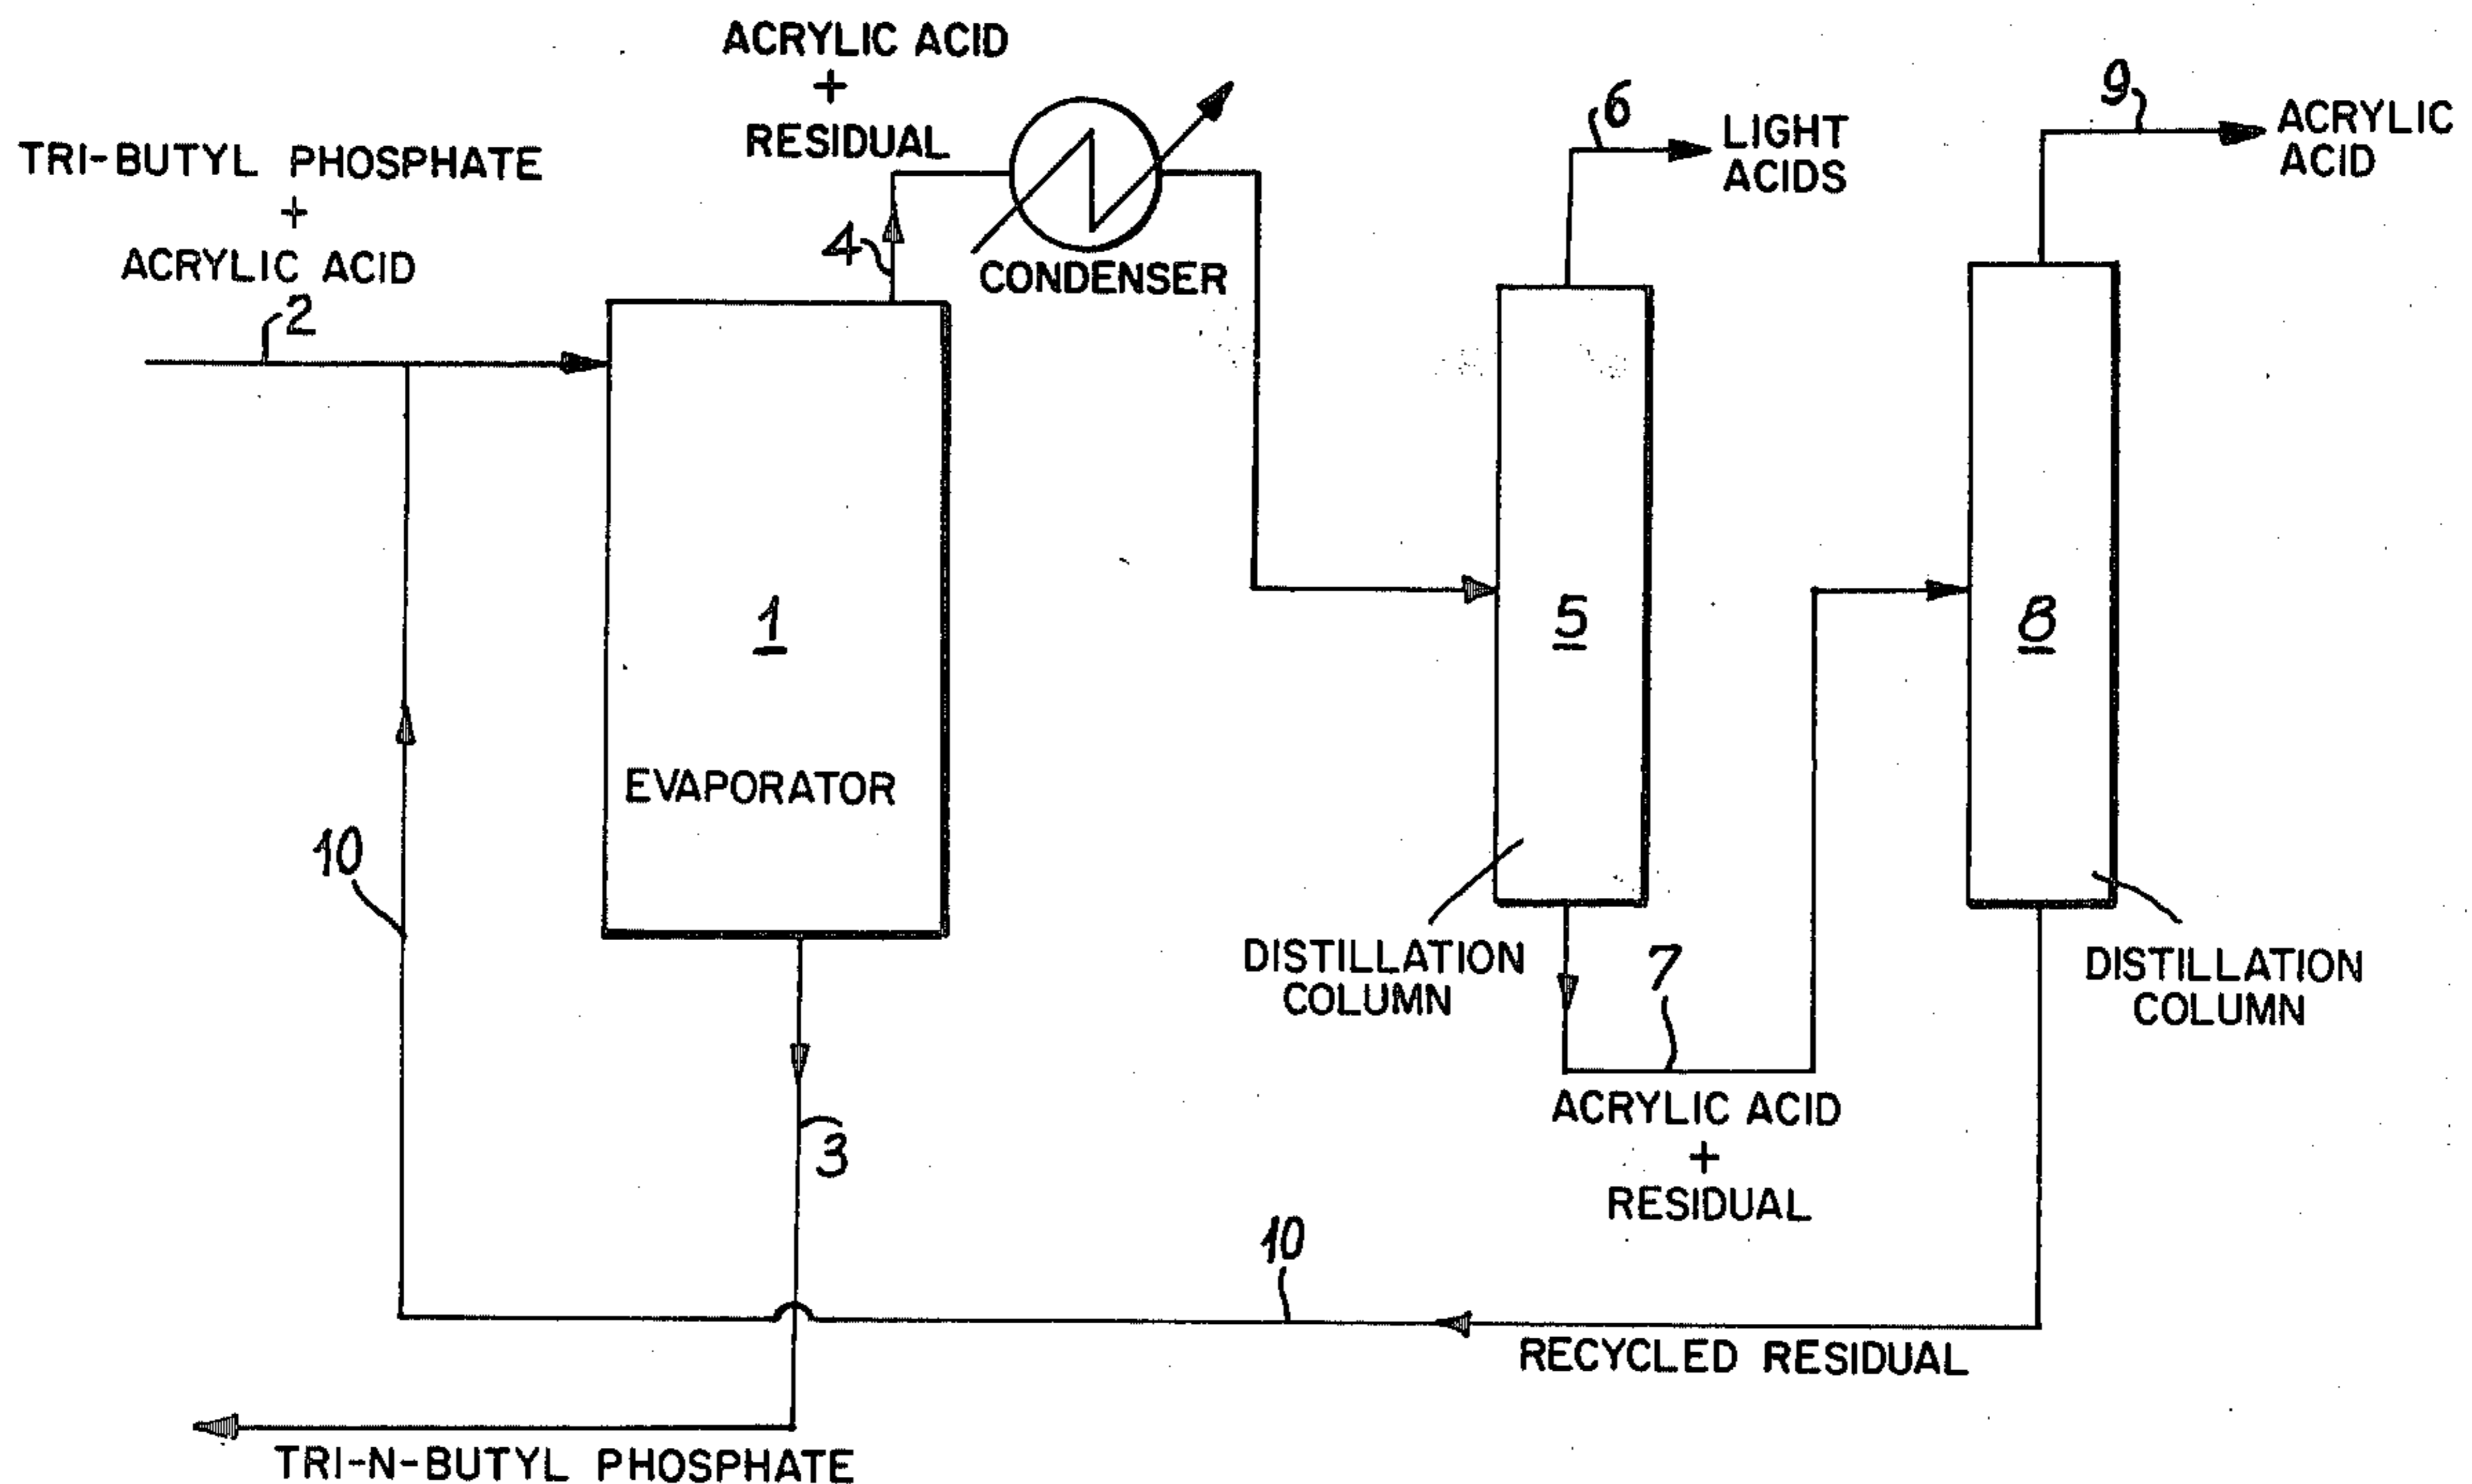 ACRYLIC ACID
+
RESIDUAL
TRI-BUTYL PHOSPHATE
+
ACRYLIC ACID
2
4
CONDENSER
6
LIGHT
ACIDS
9
ACRYLIC
ACID
1
EVAPORATOR
5
8
10
DISTILLATION
COLUMN
7
DISTILLATION
COLUMN
3
ACRYLIC ACID
+
RESIDUAL
10
RECYCLED RESIDUAL
TRI-N-BUTYL PHOSPHATE